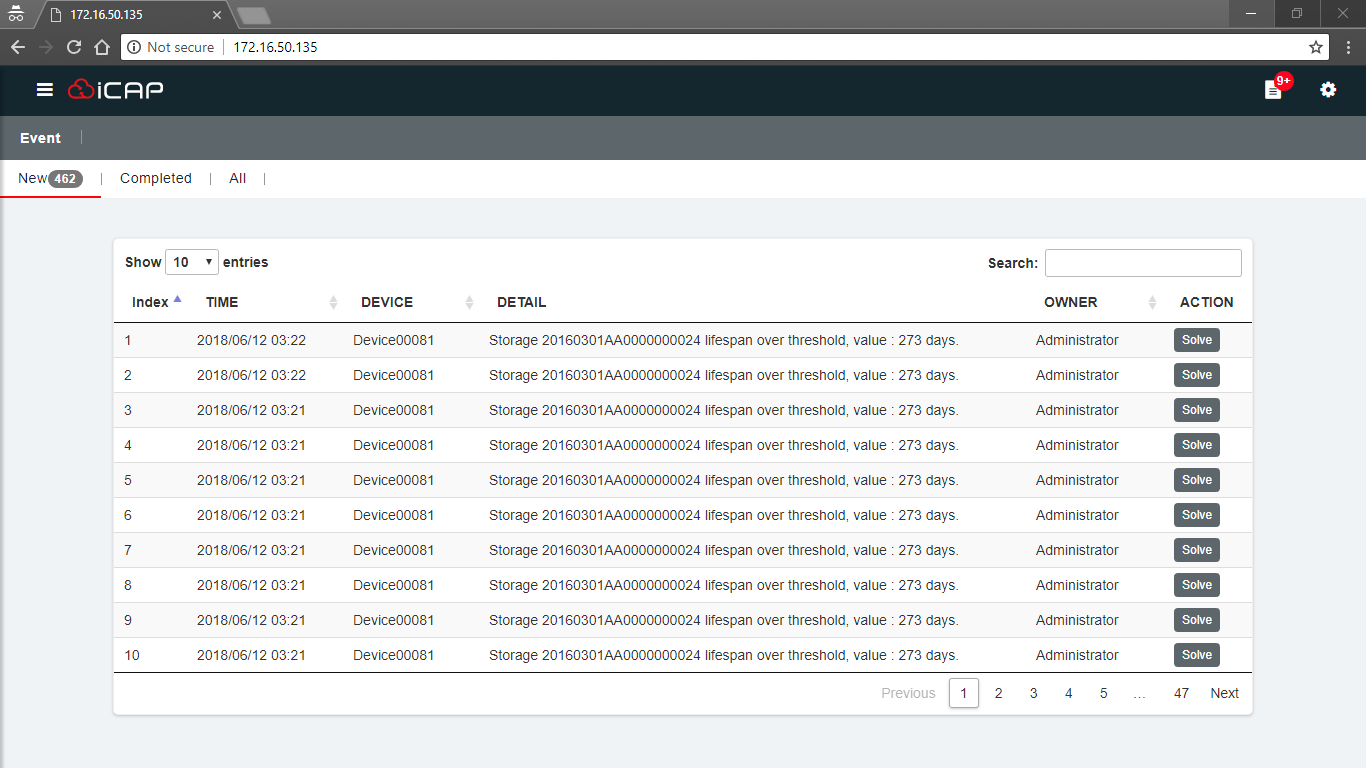 172.16.50.135
Not secure 172.16.50.135
iCAP 9+
Event
New 462 | Completed | All |
Show 10 entries Search:
Index TIME DEVICE DETAIL OWNER ACTION
1 2018/06/12 03:22 Device00081 Storage 20160301AA0000000024 lifespan over threshold, value : 273 days. Administrator Solve
2 2018/06/12 03:22 Device00081 Storage 20160301AA0000000024 lifespan over threshold, value : 273 days. Administrator Solve
3 2018/06/12 03:21 Device00081 Storage 20160301AA0000000024 lifespan over threshold, value : 273 days. Administrator Solve
4 2018/06/12 03:21 Device00081 Storage 20160301AA0000000024 lifespan over threshold, value : 273 days. Administrator Solve
5 2018/06/12 03:21 Device00081 Storage 20160301AA0000000024 lifespan over threshold, value : 273 days. Administrator Solve
6 2018/06/12 03:21 Device00081 Storage 20160301AA0000000024 lifespan over threshold, value : 273 days. Administrator Solve
7 2018/06/12 03:21 Device00081 Storage 20160301AA0000000024 lifespan over threshold, value : 273 days. Administrator Solve
8 2018/06/12 03:21 Device00081 Storage 20160301AA0000000024 lifespan over threshold, value : 273 days. Administrator Solve
9 2018/06/12 03:21 Device00081 Storage 20160301AA0000000024 lifespan over threshold, value : 273 days. Administrator Solve
10 2018/06/12 03:21 Device00081 Storage 20160301AA0000000024 lifespan over threshold, value : 273 days. Administrator Solve
Previous 1 2 3 4 5 … 47 Next